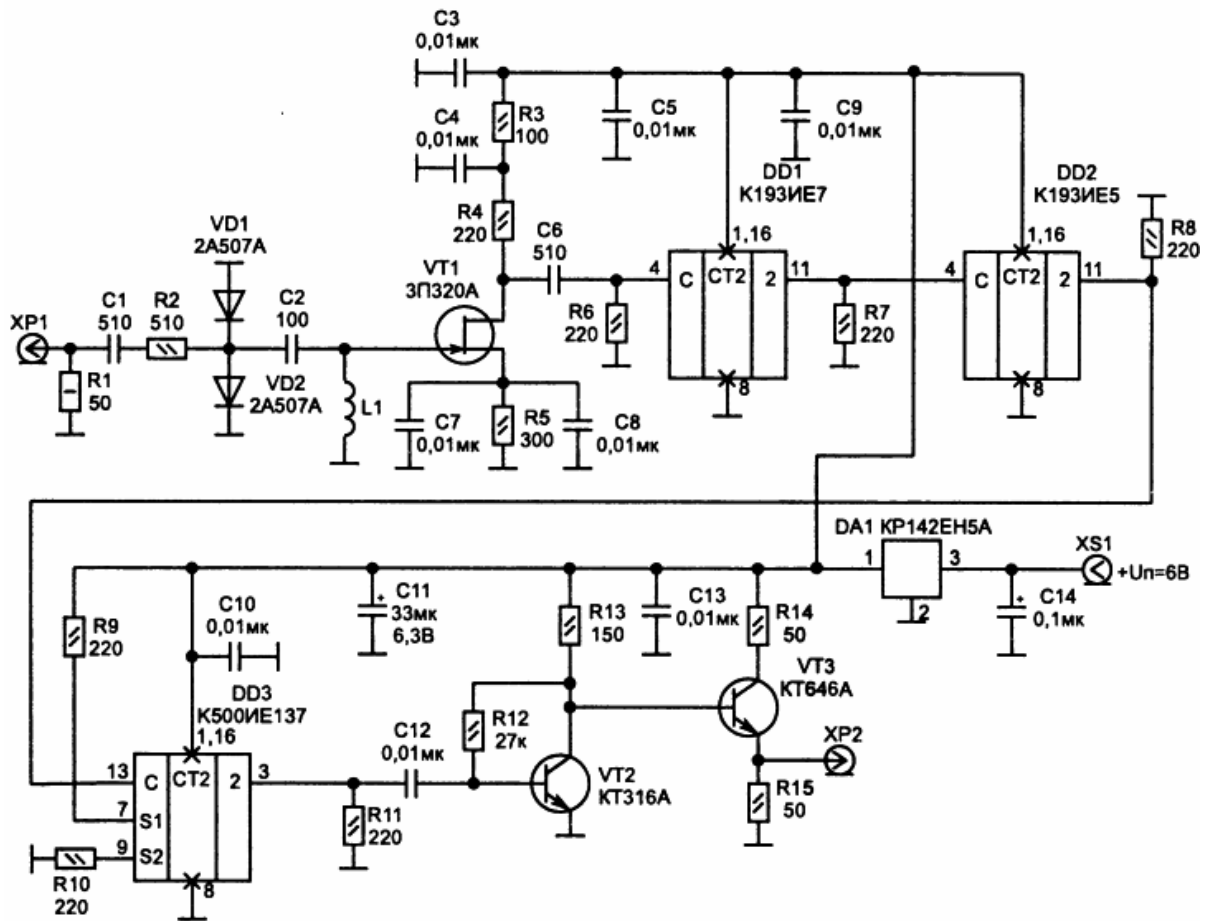 C3
0,01мк
C4
0,01мк
R3
100
C5
0,01мк
C9
0,01мк
DD1
К193ИЕ7
DD2
К193ИЕ5
R4
220
R8
220
VD1
2А507А
C6
510
VT1
3П320А
1,16
1,16
4
C
CT2
2
11
4
C
CT2
2
11
XP1
C1
510
R2
510
C2
100
R6
220
R7
220
R1
50
VD2
2А507А
L1
8
8
C7
0,01мк
R5
300
C8
0,01мк
DA1 КР142ЕН5А
1
3
2
XS1
+Uп=6В
R9
220
C10
0,01мк
C11
+
33мк
6,3В
R13
150
C13
0,01мк
R14
50
+
C14
0,1мк
DD3
К500ИЕ137
1,16
VT3
КТ646А
C12
0,01мк
R12
27к
XP2
13
C
CT2
2
3
7
S1
9
S2
VT2
КТ316А
R11
220
R15
50
R10
220
8